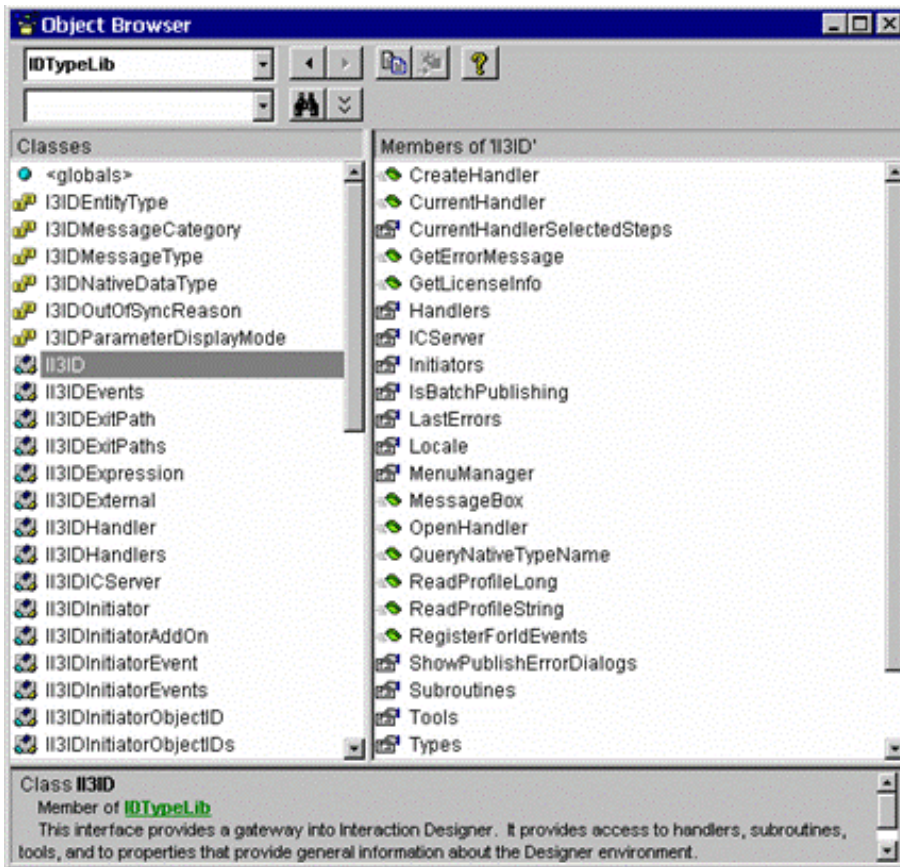 Object Browser
IDTypeLib
Classes
Members of 'II3ID'
<globals>
I3IDEntityType
I3IDMessageCategory
I3IDMessageType
I3IDNativeDataType
I3IDOutOfSyncReason
I3IDParameterDisplayMode
II3ID
II3IDEvents
II3IDExitPath
II3IDExitPaths
II3IDExpression
II3IDExternal
II3IDHandler
II3IDHandlers
II3IDICServer
II3IDInitiator
II3IDInitiatorAddOn
II3IDInitiatorEvent
II3IDInitiatorEvents
II3IDInitiatorObjectID
II3IDInitiatorObjectIDs
CreateHandler
CurrentHandler
CurrentHandlerSelectedSteps
GetErrorMessage
GetLicenseInfo
Handlers
ICServer
Initiators
IsBatchPublishing
LastErrors
Locale
MenuManager
MessageBox
OpenHandler
QueryNativeTypeName
ReadProfileLong
ReadProfileString
RegisterForIdEvents
ShowPublishErrorDialogs
Subroutines
Tools
Types
Class II3ID
Member of IDTypeLib
This interface provides a gateway into Interaction Designer. It provides access to handlers, subroutines,
tools, and to properties that provide general information about the Designer environment.